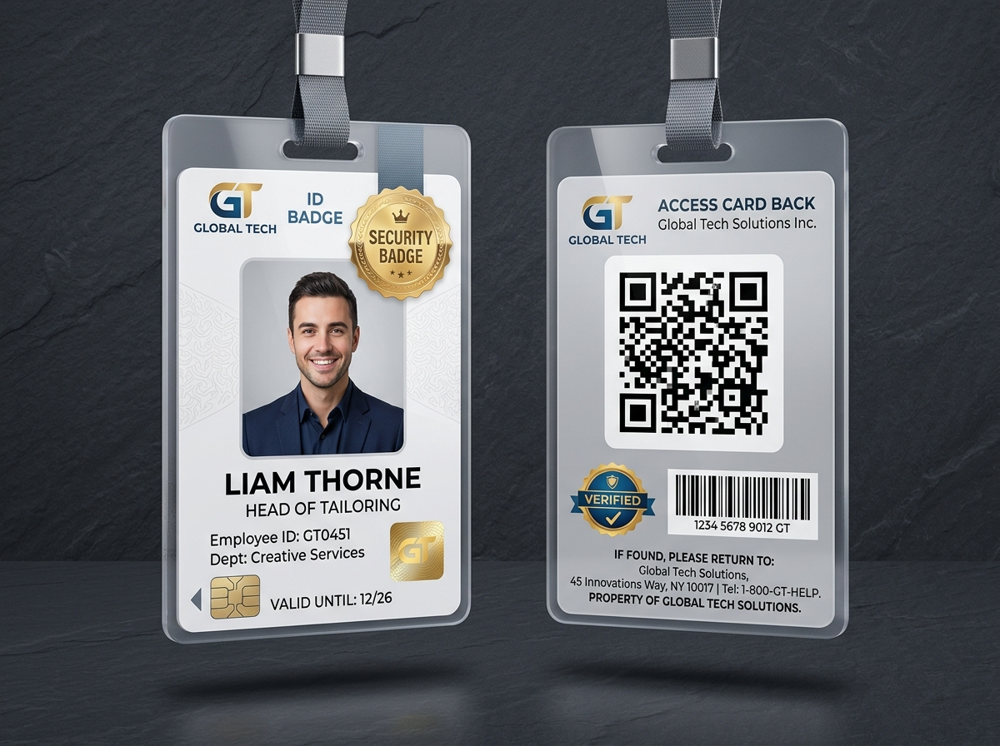 GT
GLOBAL TECH
ID
BADGE
SECURITY
BADGE
LIAM THORNE
HEAD OF TAILORING
Employee ID: GT0451
Dept: Creative Services
GT
VALID UNTIL: 12/26
GT
GLOBAL TECH
ACCESS CARD BACK
Global Tech Solutions Inc.
VERIFIED
1234 5678 9012 GT
IF FOUND, PLEASE RETURN TO:
Global Tech Solutions,
45 Innovations Way, NY 10017 | Tel: 1-800-GT-HELP.
PROPERTY OF GLOBAL TECH SOLUTIONS.